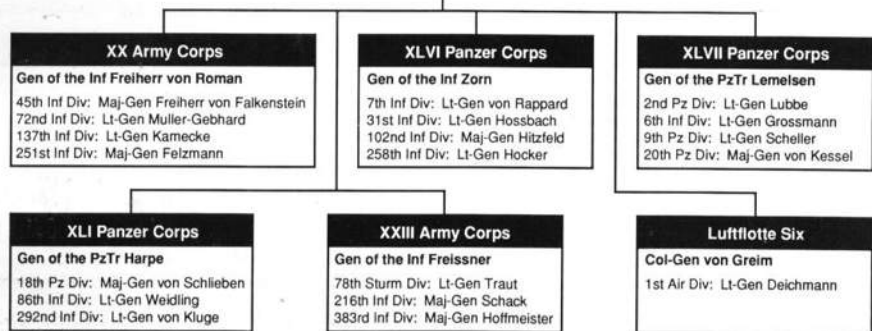 XX Army Corps
Gen of the Inf Freiherr von Roman
45th Inf Div: Maj-Gen Freiherr von Falkenstein
72nd Inf Div: Lt-Gen Muller-Gebhard
137th Inf Div: Lt-Gen Kamecke
251st Inf Div: Maj-Gen Felzmann
XLVI Panzer Corps
Gen of the Inf Zorn
7th Inf Div: Lt-Gen von Rappard
31st Inf Div: Lt-Gen Hossbach
102nd Inf Div: Maj-Gen Hitzfeld
258th Inf Div: Lt-Gen Hocker
XLVII Panzer Corps
Gen of the PzTr Lemelsen
2nd Pz Div: Lt-Gen Lubbe
6th Inf Div: Lt-Gen Grossmann
9th Pz Div: Lt-Gen Scheller
20th Pz Div: Maj-Gen von Kessel
XLI Panzer Corps
Gen of the PzTr Harpe
18th Pz Div: Maj-Gen von Schlieben
86th Inf Div: Lt-Gen Weidling
292nd Inf Div: Lt-Gen von Kluge
XXIII Army Corps
Gen of the Inf Freissner
78th Sturm Div: Lt-Gen Traut
216th Inf Div: Maj-Gen Schack
383rd Inf Div: Maj-Gen Hoffmeister
Luftflotte Six
Col-Gen von Greim
1st Air Div: Lt-Gen Deichmann